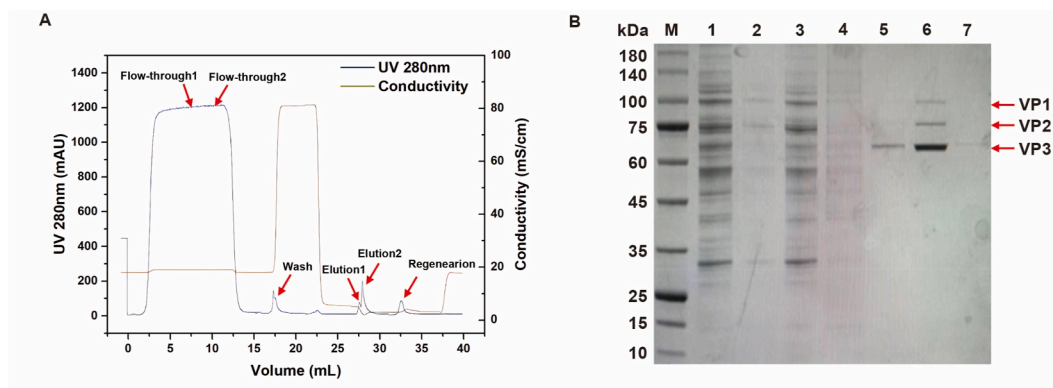 A
UV 280nm
Conductivity
Flow-through1
Flow-through2
Wash
Elution1
Elution2
Regenearion
UV 280nm (mAU)
1400
1200
1000
800
600
400
200
0
Conductivity (mS/cm)
100
80
60
40
20
0
0 5 10 15 20 25 30 35 40
Volume (mL)
B
kDa M 1 2 3 4 5 6 7
180
140
100
75
60
45
35
25
15
10
VP1
VP2
VP3